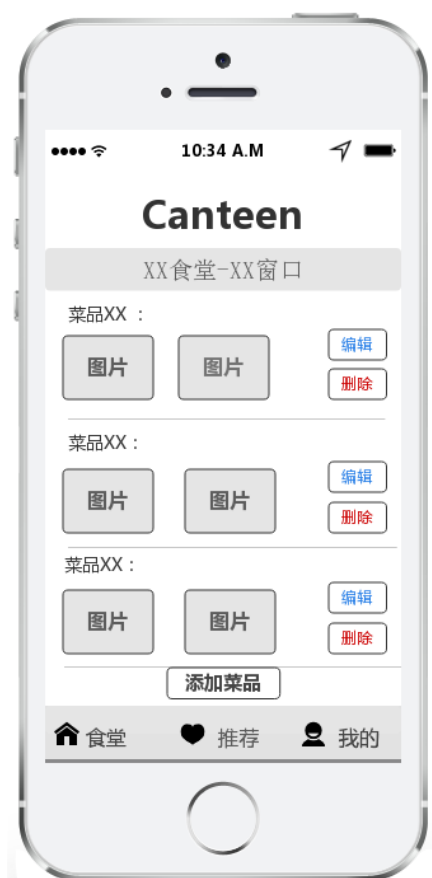 10:34 A.M
Canteen
XX食堂-XX窗口
菜品XX ：
图片 图片 编辑
删除
菜品XX：
图片 图片 编辑
删除
菜品XX：
图片 图片 编辑
删除
添加菜品
食堂 推荐 我的